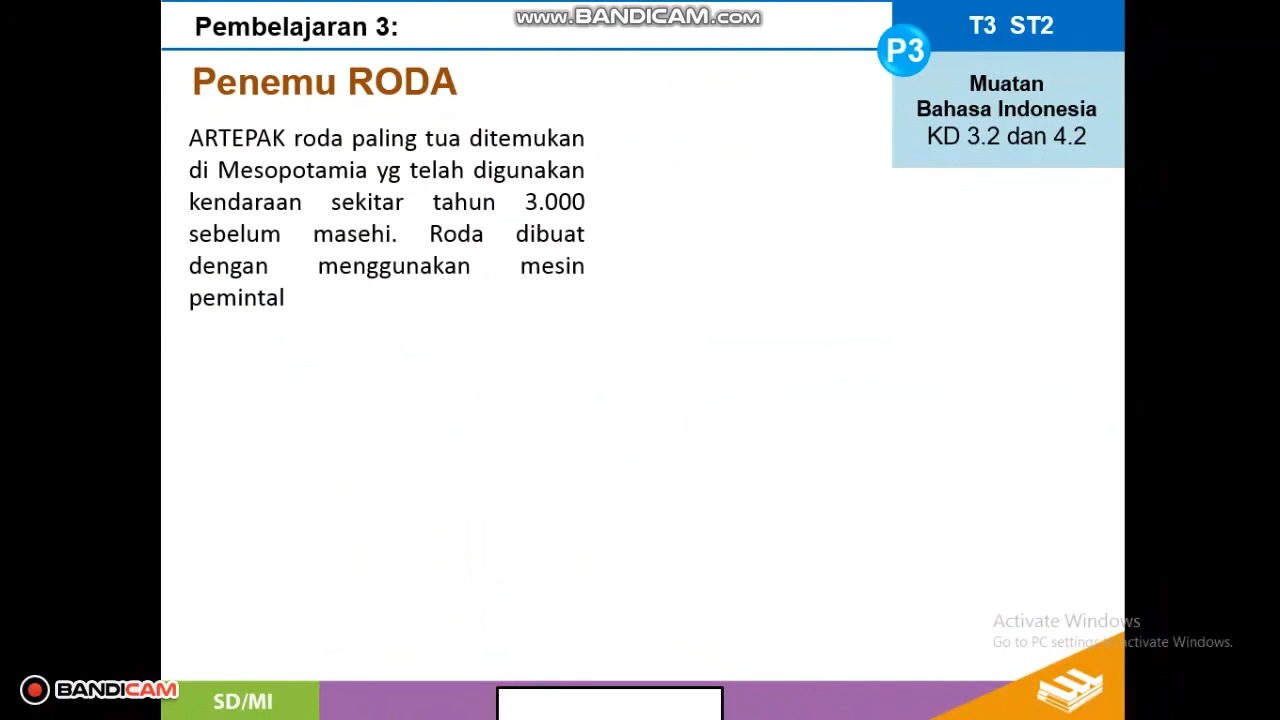 Pembelajaran 3:
www.BANDICAM.com
T3 ST2
P3
Penemu RODA
Muatan
Bahasa Indonesia
KD 3.2 dan 4.2
ARTEPAK roda paling tua ditemukan
di Mesopotamia yg telah digunakan
kendaraan sekitar tahun 3.000
sebelum masehi. Roda dibuat
dengan menggunakan mesin
pemintal
Activate Windows
Go to PC settings to activate Windows.
BANDICAM
SD/MI